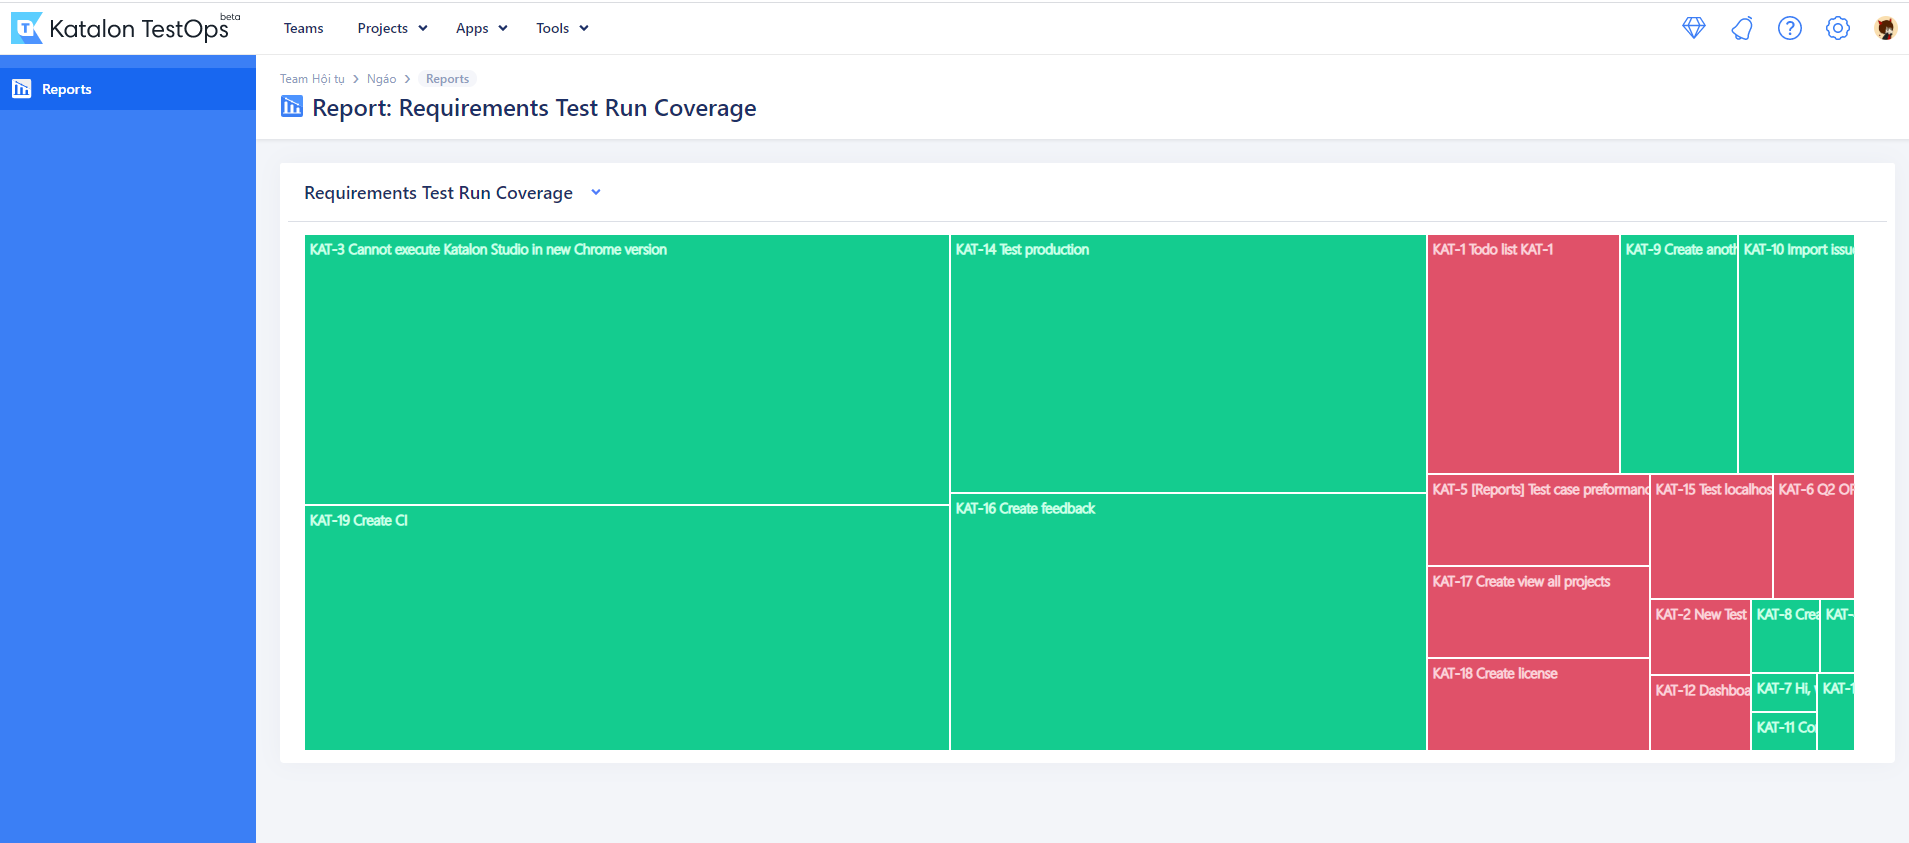 Katalon TestOps beta
Teams Projects Apps Tools
Reports
Team Hội tụ > Ngáo > Reports
Report: Requirements Test Run Coverage
Requirements Test Run Coverage
KAT-3 Cannot execute Katalon Studio in new Chrome version
KAT-14 Test production
KAT-1 Todo list KAT-1
KAT-9 Create anoth
KAT-10 Import issu
KAT-5 [Reports] Test case preformanc
KAT-15 Test localhos
KAT-6 Q2 O
KAT-16 Create feedback
KAT-19 Create CI
KAT-17 Create view all projects
KAT-2 New Test
KAT-8 Crea
KAT-
KAT-18 Create license
KAT-12 Dashboa
KAT-7 Hi,
KAT-1
KAT-11 Co